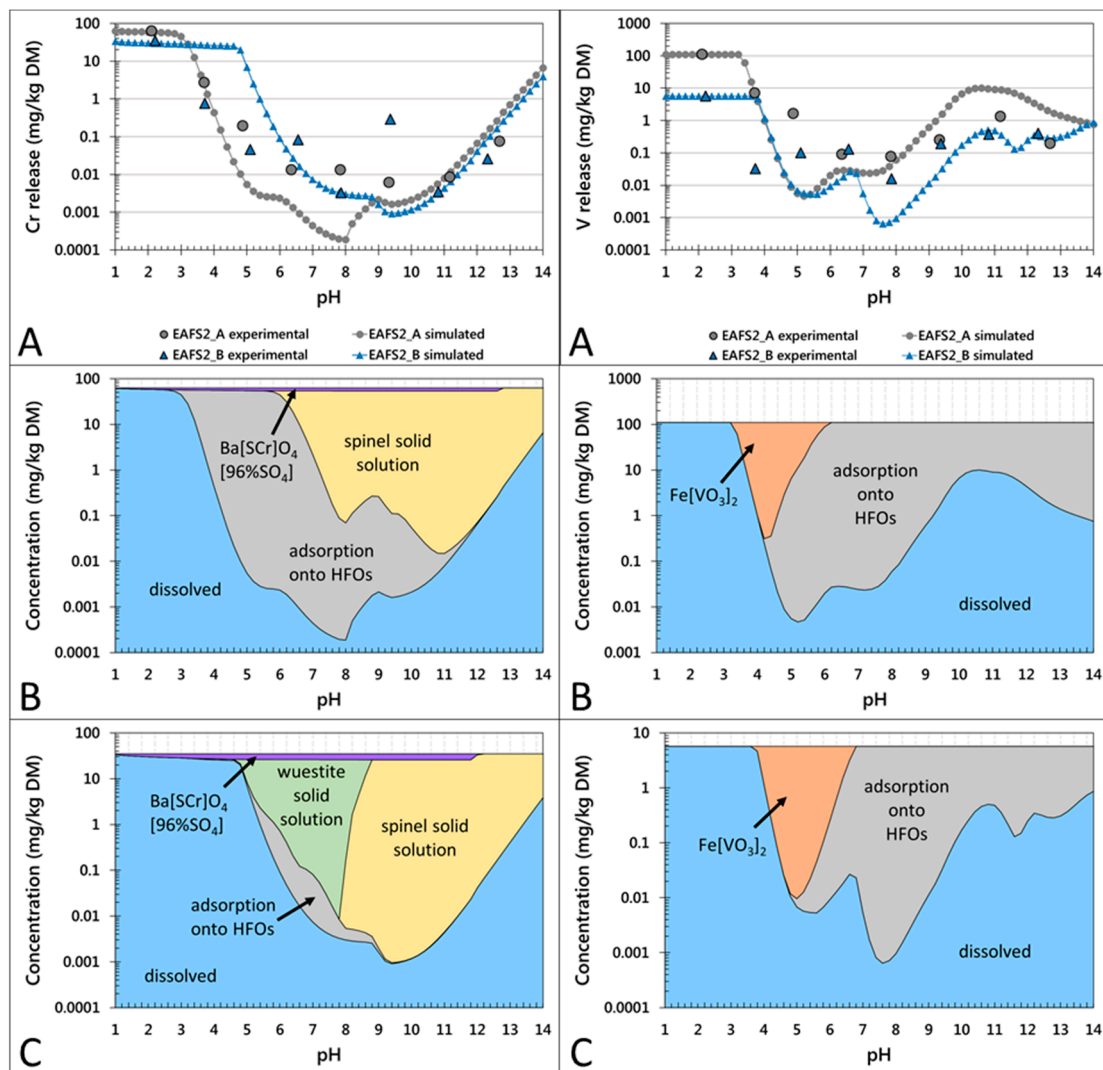 Cr release (mg/kg DM)
100
10
1
0.1
0.01
0.001
0.0001
1 2 3 4 5 6 7 8 9 10 11 12 13 14
pH
A
EAFS2_A experimental
EAFS2_A simulated
EAFS2_B experimental
EAFS2_B simulated
V release (mg/kg DM)
1000
100
10
1
0.1
0.01
0.001
0.0001
1 2 3 4 5 6 7 8 9 10 11 12 13 14
pH
A
EAFS2_A experimental
EAFS2_A simulated
EAFS2_B experimental
EAFS2_B simulated
Concentration (mg/kg DM)
100
10
1
0.1
0.01
0.001
0.0001
Ba[SCr]O4
[96%SO4]
spinel solid
solution
adsorption
onto HFOs
dissolved
1 2 3 4 5 6 7 8 9 10 11 12 13 14
pH
B
Concentration (mg/kg DM)
1000
100
10
1
0.1
0.01
0.001
0.0001
Fe[VO3]2
adsorption
onto
HFOs
dissolved
1 2 3 4 5 6 7 8 9 10 11 12 13 14
pH
B
Concentration (mg/kg DM)
100
10
1
0.1
0.01
0.001
0.0001
Ba[SCr]O4
[96%SO4]
wuestite
solid
solution
spinel solid
solution
adsorption
onto HFOs
dissolved
1 2 3 4 5 6 7 8 9 10 11 12 13 14
pH
C
Concentration (mg/kg DM)
10
1
0.1
0.01
0.001
0.0001
Fe[VO3]2
adsorption
onto
HFOs
dissolved
1 2 3 4 5 6 7 8 9 10 11 12 13 14
pH
C